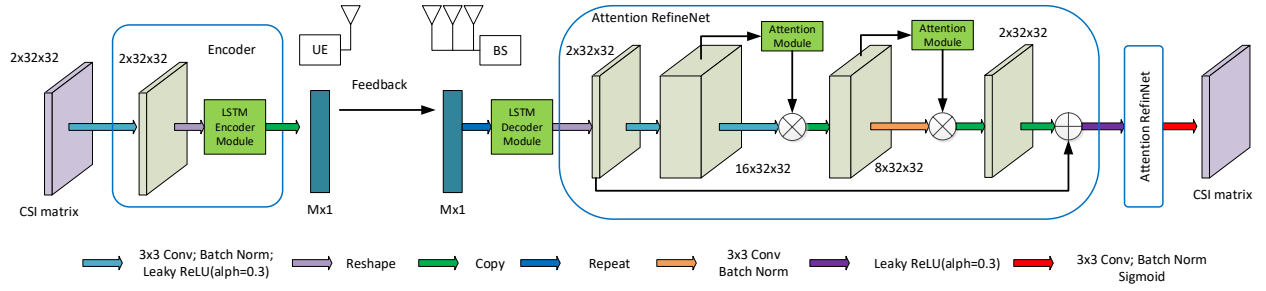 Attention RefineNet
Encoder
UE
BS
Attention
Module
Attention
Module
2x32x32
2x32x32
2x32x32
2x32x32
Feedback
LSTM
Encoder
Module
LSTM
Decoder
Module
Attention RefinNet
16x32x32
8x32x32
CSI matrix
Mx1
Mx1
CSI matrix
3x3 Conv; Batch Norm;
Leaky ReLU(alph=0.3)
Reshape
Copy
Repeat
3x3 Conv
Batch Norm
Leaky ReLU(alph=0.3)
3x3 Conv; Batch Norm
Sigmoid